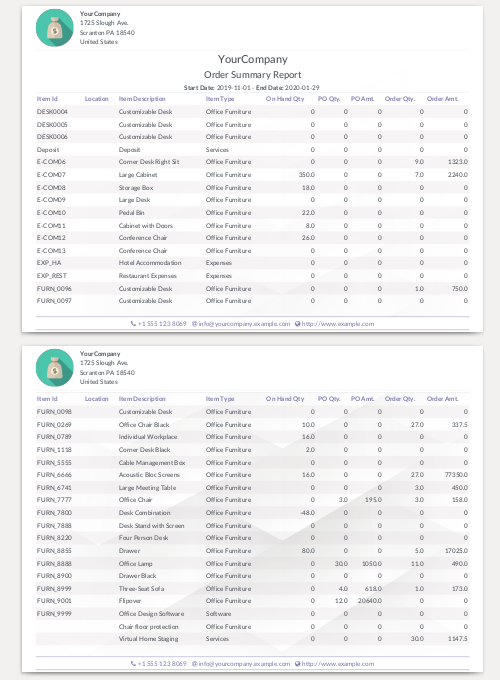 YourCompany
1725 Slough Ave.
Scranton PA 18540
United States
YourCompany
Order Summary Report
Start Date: 2019-11-01 - End Date: 2020-01-29
Item Id Location Item Description Item Type On Hand Qty PO Qty. PO Amt. Order Qty. Order Amt.
DESK0004 Customizable Desk Office Furniture 0 0 0 0 0
DESK0005 Customizable Desk Office Furniture 0 0 0 0 0
DESK0006 Customizable Desk Office Furniture 0 0 0 0 0
Deposit Deposit Services 0 0 0 0 0
E-COM06 Corner Desk Right Sit Office Furniture 0 0 0 9.0 1323.0
E-COM07 Large Cabinet Office Furniture 350.0 0 0 7.0 2240.0
E-COM08 Storage Box Office Furniture 18.0 0 0 0 0
E-COM09 Large Desk Office Furniture 0 0 0 0 0
E-COM10 Pedal Bin Office Furniture 22.0 0 0 0 0
E-COM11 Cabinet with Doors Office Furniture 8.0 0 0 0 0
E-COM12 Conference Chair Office Furniture 26.0 0 0 0 0
E-COM13 Conference Chair Office Furniture 0 0 0 0 0
EXP_HA Hotel Accommodation Expenses 0 0 0 0 0
EXP_REST Restaurant Expenses Expenses 0 0 0 0 0
FURN_0096 Customizable Desk Office Furniture 0 0 0 1.0 750.0
FURN_0097 Customizable Desk Office Furniture 0 0 0 0 0
+1 555 123 8069 info@yourcompany.example.com http://www.example.com
YourCompany
1725 Slough Ave.
Scranton PA 18540
United States
Item Id Location Item Description Item Type On Hand Qty PO Qty. PO Amt. Order Qty. Order Amt.
FURN_0098 Customizable Desk Office Furniture 0 0 0 0 0
FURN_0269 Office Chair Black Office Furniture 10.0 0 0 27.0 337.5
FURN_0789 Individual Workplace Office Furniture 16.0 0 0 0 0
FURN_1118 Corner Desk Black Office Furniture 2.0 0 0 0 0
FURN_5555 Cable Management Box Office Furniture 0 0 0 0 0
FURN_6666 Acoustic Bloc Screens Office Furniture 16.0 0 0 27.0 77350.0
FURN_6741 Large Meeting Table Office Furniture 0 0 0 3.0 450.0
FURN_7777 Office Chair Office Furniture 0 3.0 195.0 3.0 158.0
FURN_7800 Desk Combination Office Furniture -48.0 0 0 0 0
FURN_7888 Desk Stand with Screen Office Furniture 0 0 0 0 0
FURN_8220 Four Person Desk Office Furniture 0 0 0 0 0
FURN_8855 Drawer Office Furniture 80.0 0 0 5.0 17025.0
FURN_8888 Office Lamp Office Furniture 0 30.0 1050.0 11.0 490.0
FURN_8900 Drawer Black Office Furniture 0 0 0 0 0
FURN_8999 Three-Seat Sofa Office Furniture 0 4.0 618.0 1.0 173.0
FURN_9001 Flipover Office Furniture 0 12.0 20640.0 0 0
FURN_9999 Office Design Software Software 0 0 0 0 0
Chair floor protection Office Furniture 0 0 0 0 0
Virtual Home Staging Services 0 0 0 30.0 1147.5
+1 555 123 8069 info@yourcompany.example.com http://www.example.com